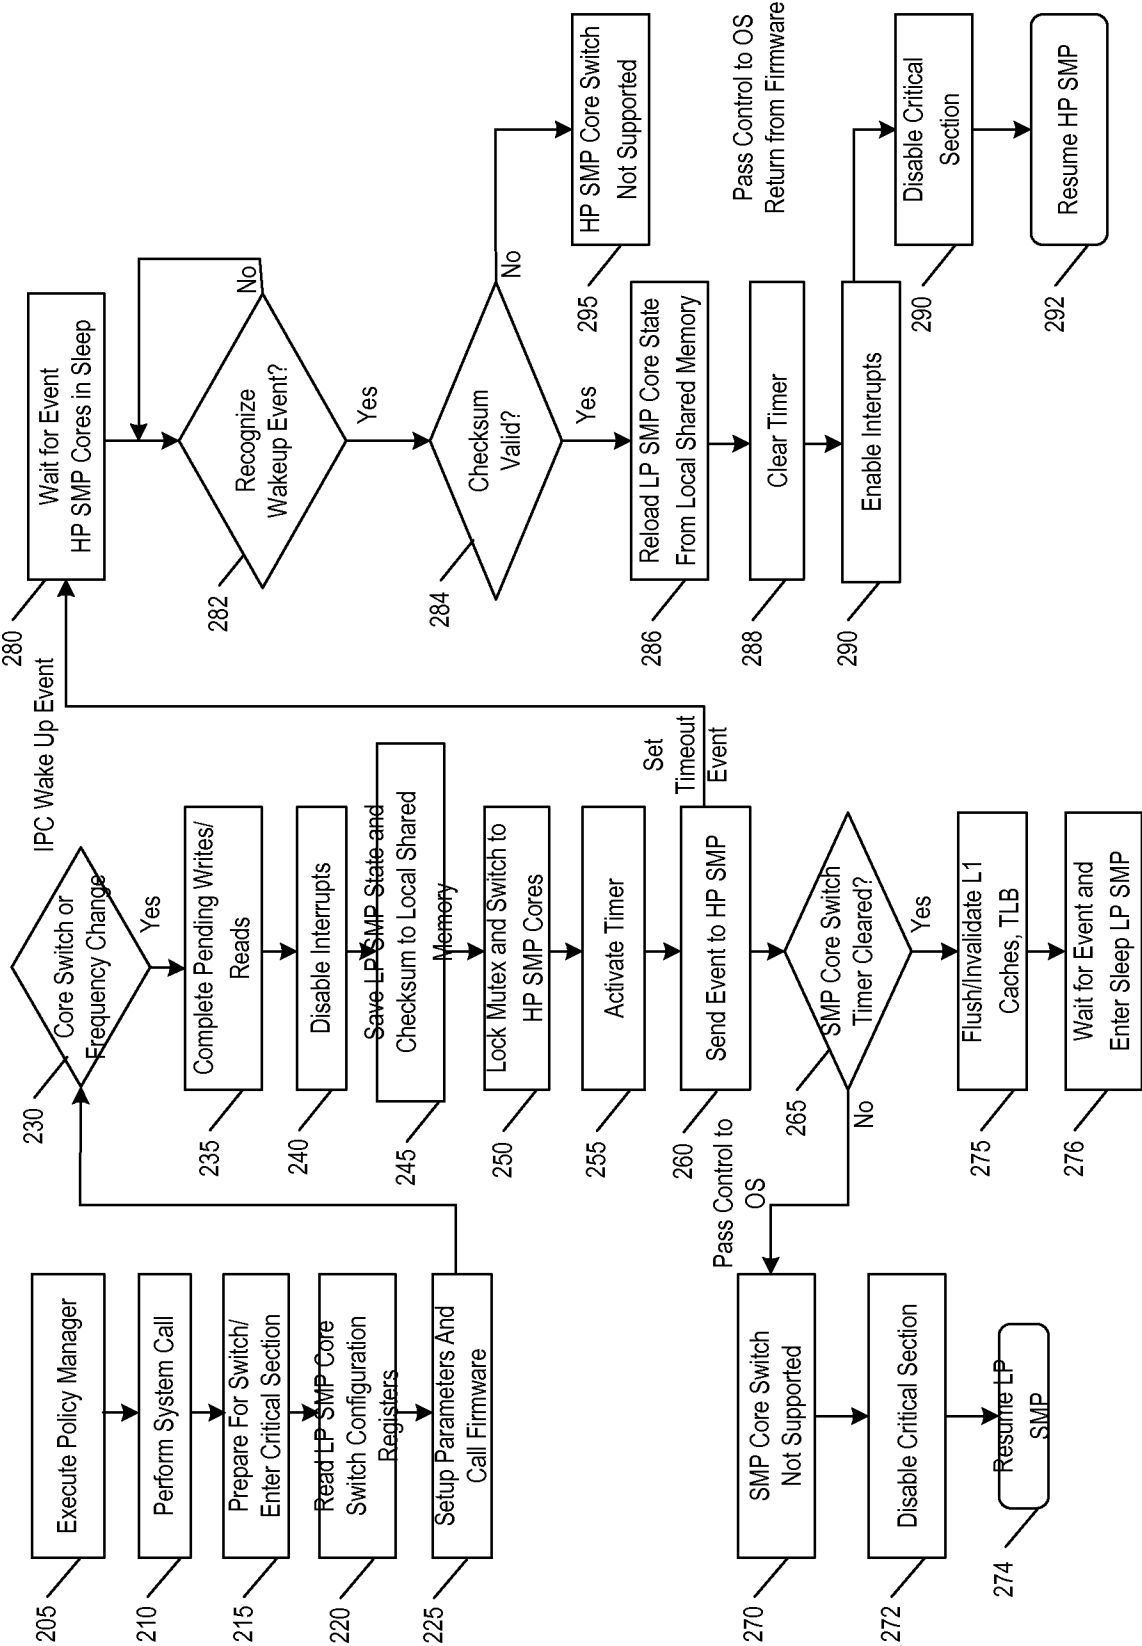 Execute Policy Manager
205
Perform System Call
210
Prepare For Switch/
Enter Critical Section
215
Read LP SMP Core
Switch Configuration
Registers
220
Setup Parameters And
Call Firmware
225
Core Switch or
Frequency Change
230
Yes
Complete Pending Writes/
Reads
235
Disable Interrupts
240
Save LP SMP State and
Checksum to Local Shared
Memory
245
Lock Mutex and Switch to
HP SMP Cores
250
Activate Timer
255
Send Event to HP SMP
260
Set
Timeout
Event
IPC Wake Up Event
SMP Core Switch
Timer Cleared?
265
No
Yes
Pass Control to
OS
SMP Core Switch
Not Supported
270
Disable Critical Section
272
Resume LP
SMP
274
Flush/Invalidate L1
Caches, TLB
275
Wait for Event and
Enter Sleep LP SMP
276
Wait for Event
HP SMP Cores in Sleep
280
Recognize
Wakeup Event?
282
No
Yes
Checksum
Valid?
284
No
Yes
HP SMP Core Switch
Not Supported
295
Reload LP SMP Core State
From Local Shared Memory
286
Clear Timer
288
Enable Interupts
290
Pass Control to OS
Return from Firmware
Disable Critical
Section
290
Resume HP SMP
292